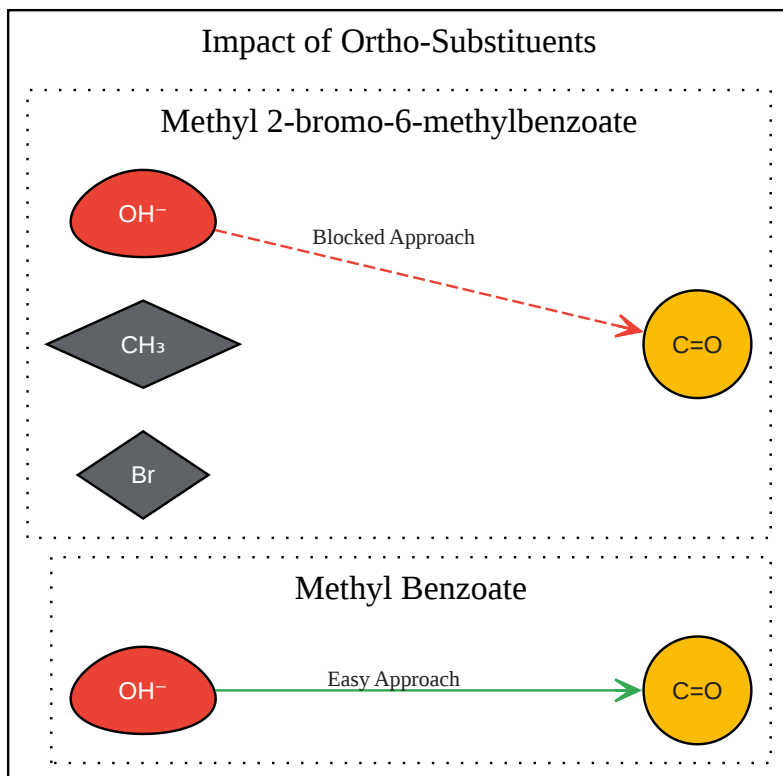 Impact of Ortho-Substituents
Methyl 2-bromo-6-methylbenzoate
OH⁻
Blocked Approach
CH₃
C=O
Br
Methyl Benzoate
OH⁻
Easy Approach
C=O